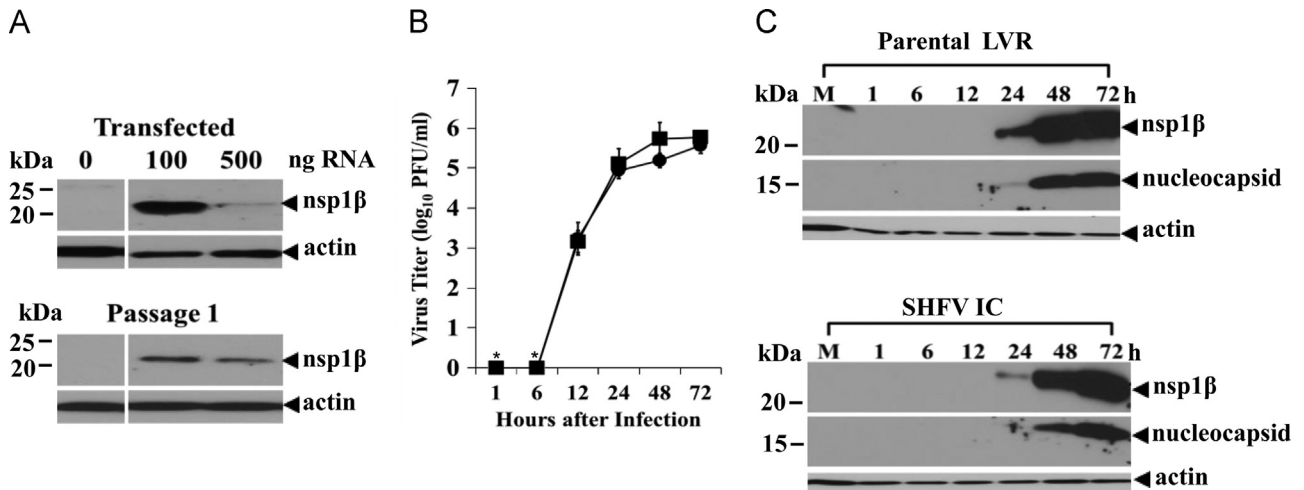 A
Transfected
kDa 0 100 500 ng RNA
25
20
nsp1β
actin
kDa Passage 1
25
20
nsp1β
actin
B
Virus Titer (log10 PFU/ml)
7
6
5
4
3
2
1
0
* *
1 6 12 24 48 72
Hours after Infection
C
Parental LVR
kDa M 1 6 12 24 48 72 h
20
nsp1β
15
nucleocapsid
actin
SHFV IC
kDa M 1 6 12 24 48 72 h
20
nsp1β
15
nucleocapsid
actin